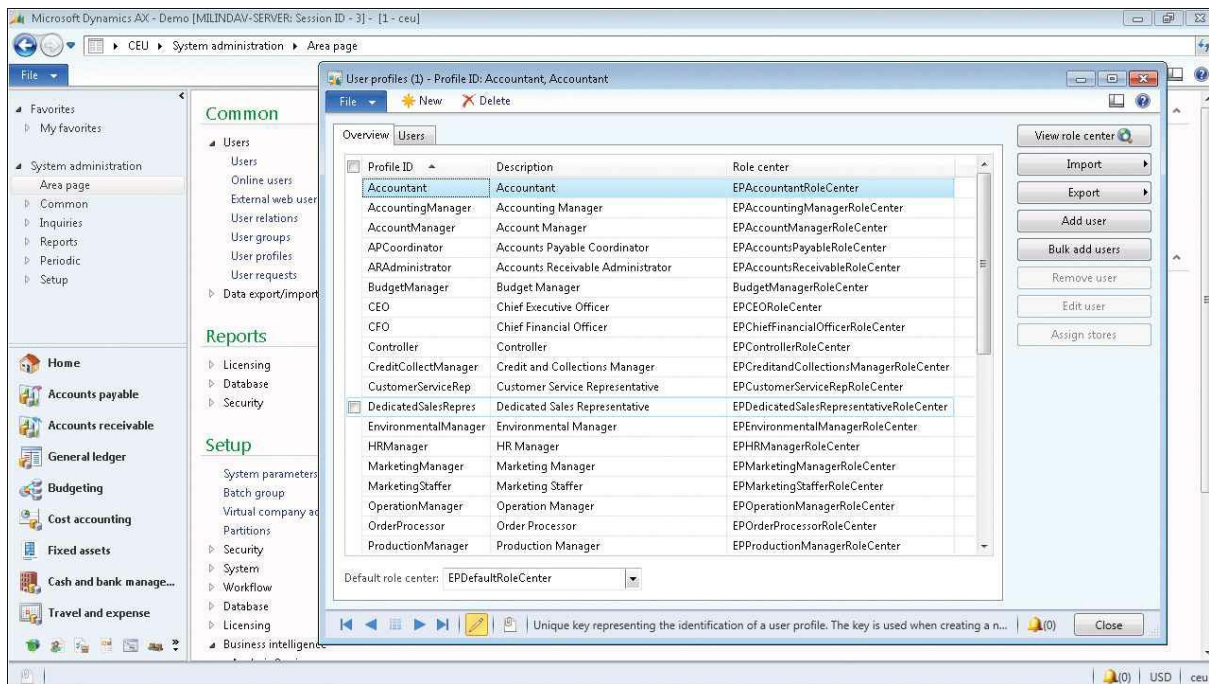 Microsoft Dynamics AX - Demo [MILINDAV-SERVER: Session ID - 3] - [1 - ceu]
CEU System administration Area page
File
Favorites
My favorites
System administration
Area page
Common
Inquiries
Reports
Periodic
Setup
Home
Accounts payable
Accounts receivable
General ledger
Budgeting
Cost accounting
Fixed assets
Cash and bank manage...
Travel and expense
Common
Users
Users
Online users
External web user
User relations
User groups
User profiles
User requests
Data export/import
Reports
Licensing
Database
Security
Setup
System parameters
Batch group
Virtual company ac
Partitions
Security
System
Workflow
Database
Licensing
Business intelligence
User profiles (1) - Profile ID: Accountant, Accountant
File New Delete
Overview Users
Profile ID Description Role center
Accountant Accountant EPAccountantRoleCenter
AccountingManager Accounting Manager EPAccountingManagerRoleCenter
AccountManager Account Manager EPAccountManagerRoleCenter
APCoordinator Accounts Payable Coordinator EPAccountsPayableRoleCenter
ARAdministrator Accounts Receivable Administrator EPAccountsReceivableRoleCenter
BudgetManager Budget Manager BudgetManagerRoleCenter
CEO Chief Executive Officer EPCEORoleCenter
CFO Chief Financial Officer EPChiefFinancialOfficerRoleCenter
Controller Controller EPControllerRoleCenter
CreditCollectManager Credit and Collections Manager EPCreditandCollectionsManagerRoleCenter
CustomerServiceRep Customer Service Representative EPCustomerServiceRepRoleCenter
DedicatedSalesRepres Dedicated Sales Representative EPDedicatedSalesRepresentativeRoleCenter
EnvironmentalManager Environmental Manager EPEnvironmentalManagerRoleCenter
HRManager HR Manager EPHRManagerRoleCenter
MarketingManager Marketing Manager EPMarketingManagerRoleCenter
MarketingStaffer Marketing Staffer EPMarketingStafferRoleCenter
OperationManager Operation Manager EPOperationManagerRoleCenter
OrderProcessor Order Processor EPOrderProcessorRoleCenter
ProductionManager Production Manager EPProductionManagerRoleCenter
Default role center: EPDefaultRoleCenter
View role center
Import
Export
Add user
Bulk add users
Remove user
Edit user
Assign stores
Unique key representing the identification of a user profile. The key is used when creating a n... (0) Close
(0) USD ceu